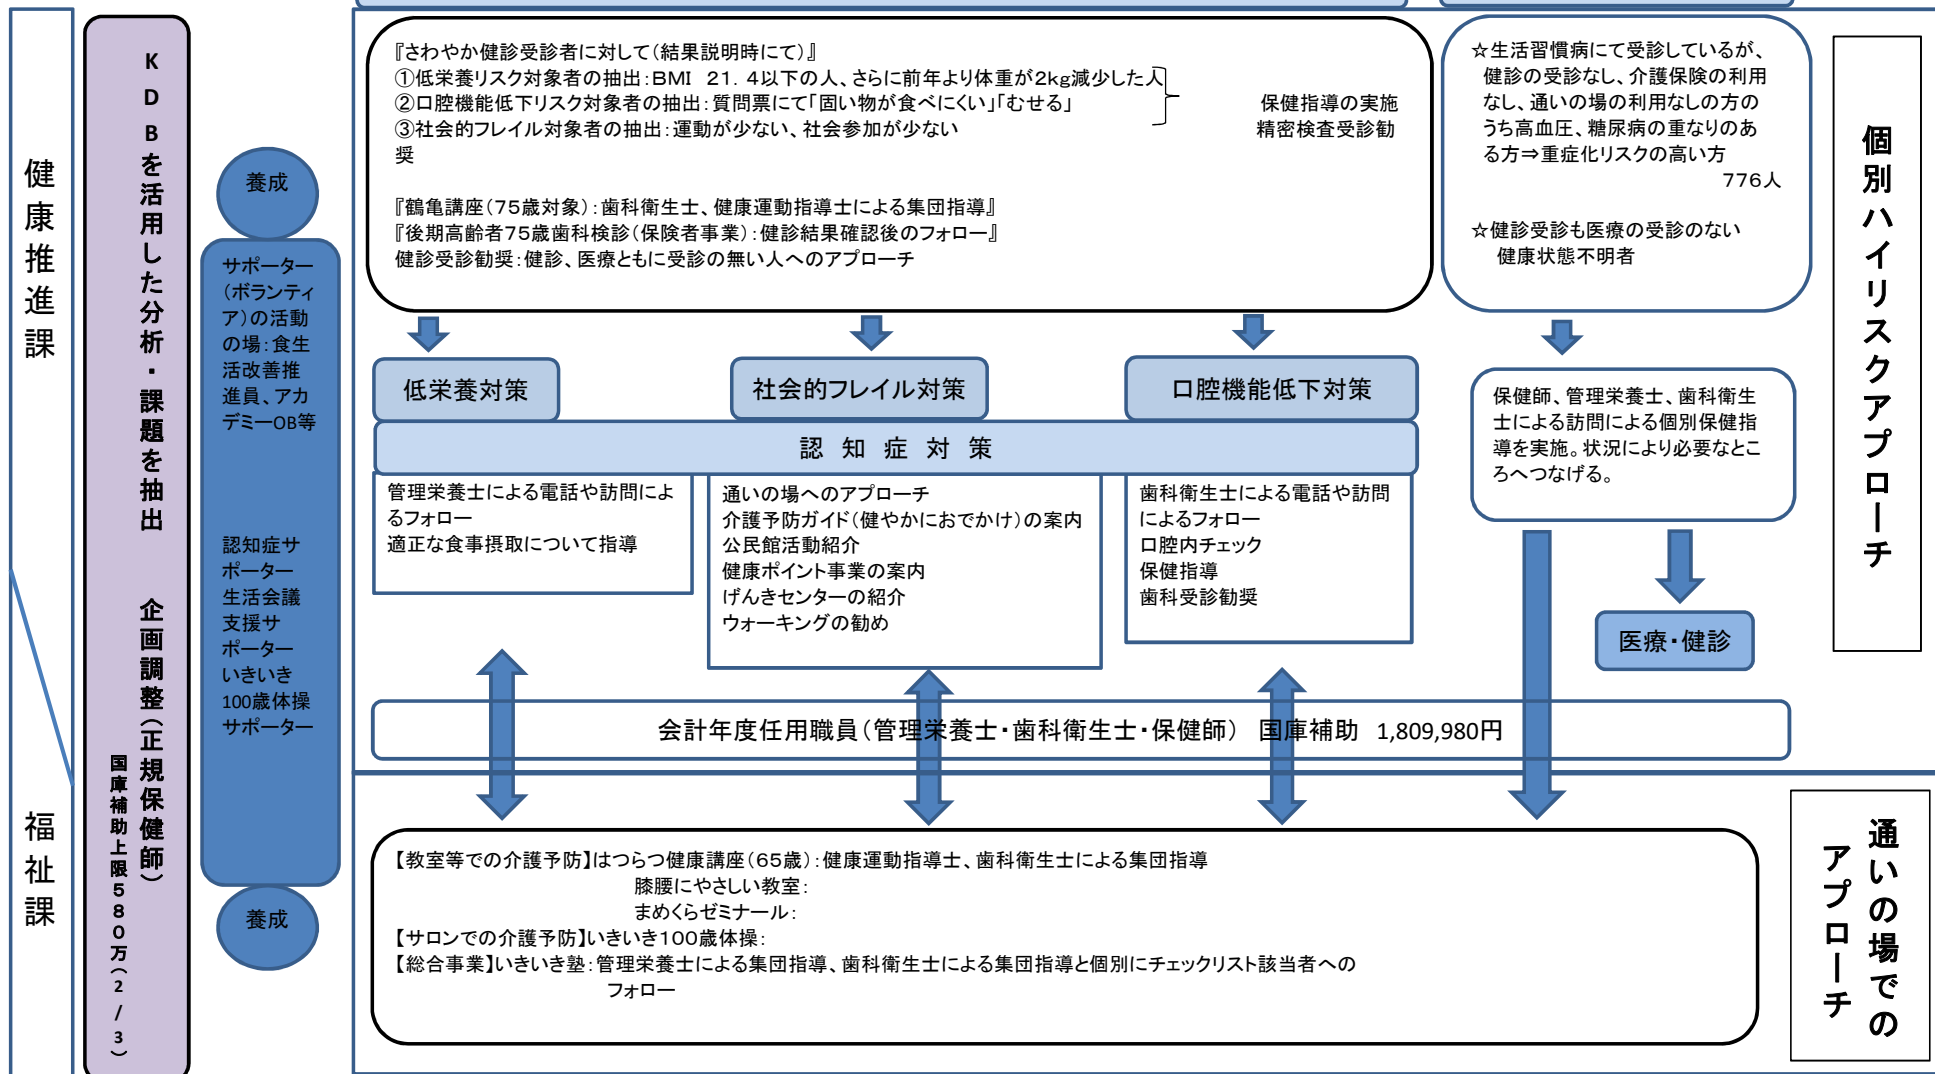 健康推進課
福祉課
KDBを活用した分析・課題を抽出　企画調整(正規保健師)
国庫補助上限580万(2/3)
養成
サポーター
(ボランティ
ア)の活動
の場:食生
活改善推
進員、アカ
デミーOB等
認知症サ
ポーター
生活会議
支援サ
ポーター
いきいき
100歳体操
サポーター
養成
『さわやか健診受診者に対して(結果説明時にて)』
①低栄養リスク対象者の抽出:BMI 21.4以下の人、さらに前年より体重が2kg減少した人
②口腔機能低下リスク対象者の抽出:質問票にて「固い物が食べにくい」「むせる」 保健指導の実施
③社会的フレイル対象者の抽出:運動が少ない、社会参加が少ない 精密検査受診勧
奨
『鶴亀講座(75歳対象):歯科衛生士、健康運動指導士による集団指導』
『後期高齢者75歳歯科検診(保険者事業):健診結果確認後のフォロー』
健診受診勧奨:健診、医療ともに受診の無い人へのアプローチ
☆生活習慣病にて受診しているが、
健診の受診なし、介護保険の利用
なし、通いの場の利用なしの方の
うち高血圧、糖尿病の重なりのあ
る方⇒重症化リスクの高い方
776人
☆健診受診も医療の受診のない
健康状態不明者
個別ハイリスクアプローチ
低栄養対策
社会的フレイル対策
口腔機能低下対策
認知症対策
管理栄養士による電話や訪問によ
るフォロー
適正な食事摂取について指導
通いの場へのアプローチ
介護予防ガイド(健やかにおでかけ)の案内
公民館活動紹介
健康ポイント事業の案内
げんきセンターの紹介
ウォーキングの勧め
歯科衛生士による電話や訪問
によるフォロー
口腔内チェック
保健指導
歯科受診勧奨
保健師、管理栄養士、歯科衛生
士による訪問による個別保健指
導を実施。状況により必要なとこ
ろへつなげる。
医療・健診
会計年度任用職員(管理栄養士・歯科衛生士・保健師) 国庫補助 1,809,980円
【教室等での介護予防】はつらつ健康講座(65歳):健康運動指導士、歯科衛生士による集団指導
膝腰にやさしい教室:
まめくらゼミナール:
【サロンでの介護予防】いきいき100歳体操:
【総合事業】いきいき塾:管理栄養士による集団指導、歯科衛生士による集団指導と個別にチェックリスト該当者への
フォロー
通いの場での
アプローチ